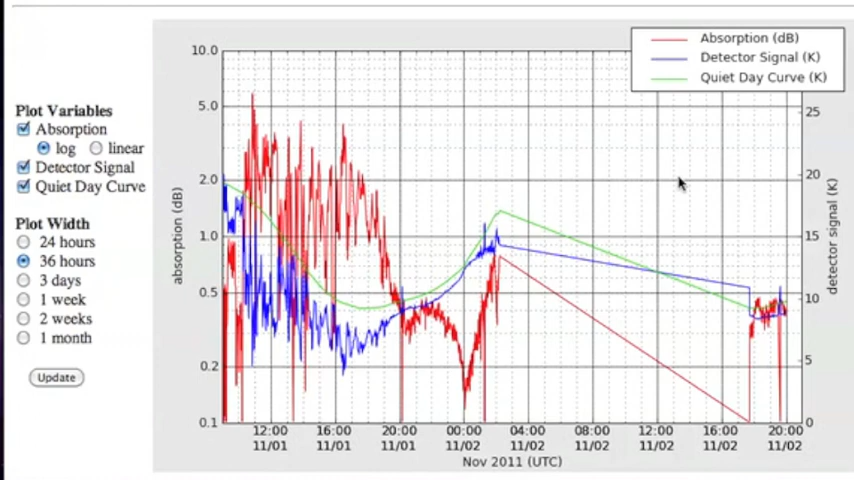 Plot Variables
Absorption
log linear
Detector Signal
Quiet Day Curve
Plot Width
24 hours
36 hours
3 days
1 week
2 weeks
1 month
Update
Absorption (dB)
Detector Signal (K)
Quiet Day Curve (K)
absorption (dB)
10.0
5.0
2.0
1.0
0.5
0.2
0.1
25
20
15
10
5
0
detector signal (K)
12:00 16:00 20:00 00:00 04:00 08:00 12:00 16:00 20:00
11/01 11/01 11/01 11/02 11/02 11/02 11/02 11/02 11/02
Nov 2011 (UTC)